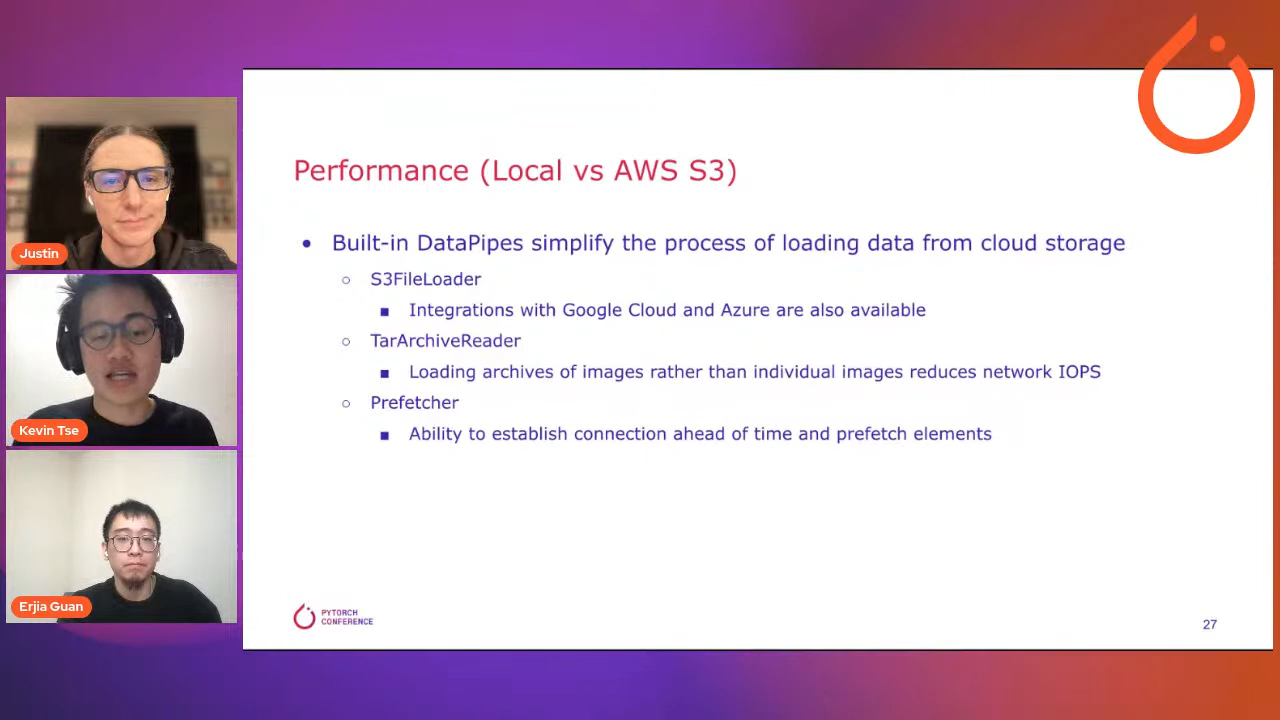 Justin
Kevin Tse
Erjia Guan
Performance (Local vs AWS S3)
• Built-in DataPipes simplify the process of loading data from cloud storage
○ S3FileLoader
■ Integrations with Google Cloud and Azure are also available
○ TarArchiveReader
■ Loading archives of images rather than individual images reduces network IOPS
○ Prefetcher
■ Ability to establish connection ahead of time and prefetch elements
PYTORCH
CONFERENCE
27